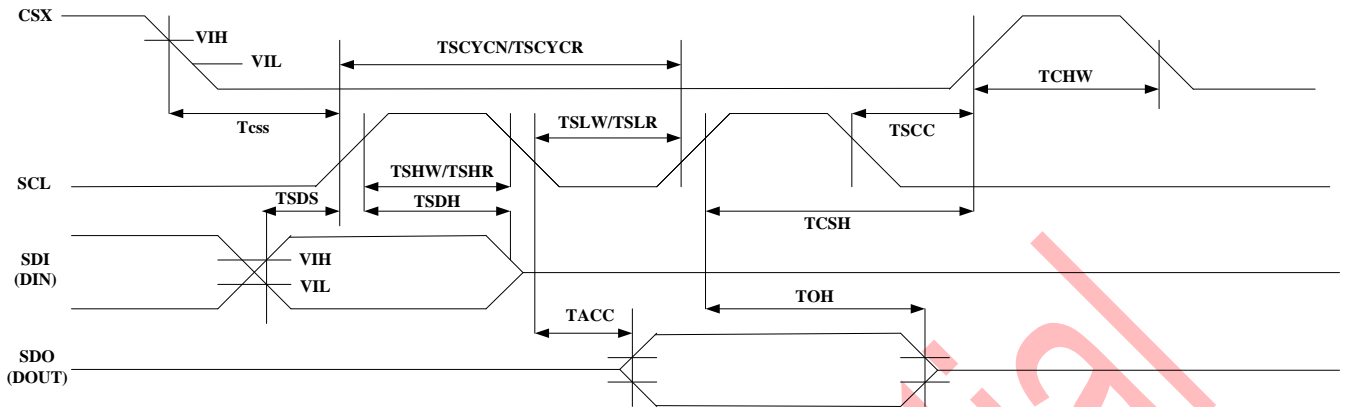 CSX
VIH
VIL
TSCYCN/TSCYCR
TCHW
Tcss
TSLW/TSLR
TSCC
SCL
TSHW/TSHR
TSDS
TSDH
TCSH
SDI
(DIN)
VIH
VIL
TOH
TACC
SDO
(DOUT)
ial